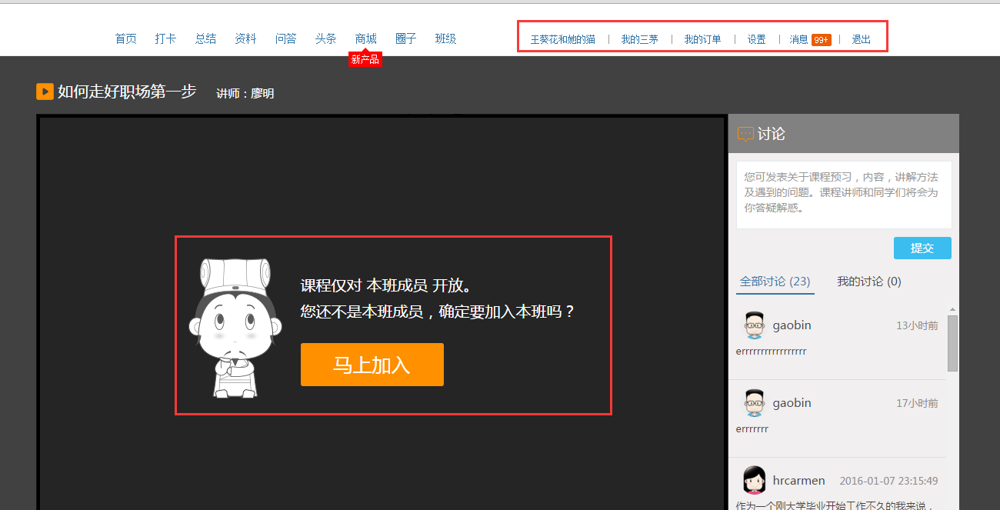 首页 打卡 总结 资料 问答 头条 商城 圈子 班级
王葵花和她的猫 | 我的三茅 | 我的订单 | 设置 | 消息 99+ | 退出
新产品
如何走好职场第一步 讲师：廖明
课程仅对 本班成员 开放。
您还不是本班成员，确定要加入本班吗？
马上加入
讨论
您可发表关于课程预习，内容，讲解方法
及遇到的问题。课程讲师和同学们将会为
你答疑解惑。
提交
全部讨论 (23) 我的讨论 (0)
gaobin 13小时前
errrrrrrrrrrrrrrrr
gaobin 17小时前
errrrrrr
hrcarmen 2016-01-07 23:15:49
作为一个刚大学毕业开始工作不久的我来说，